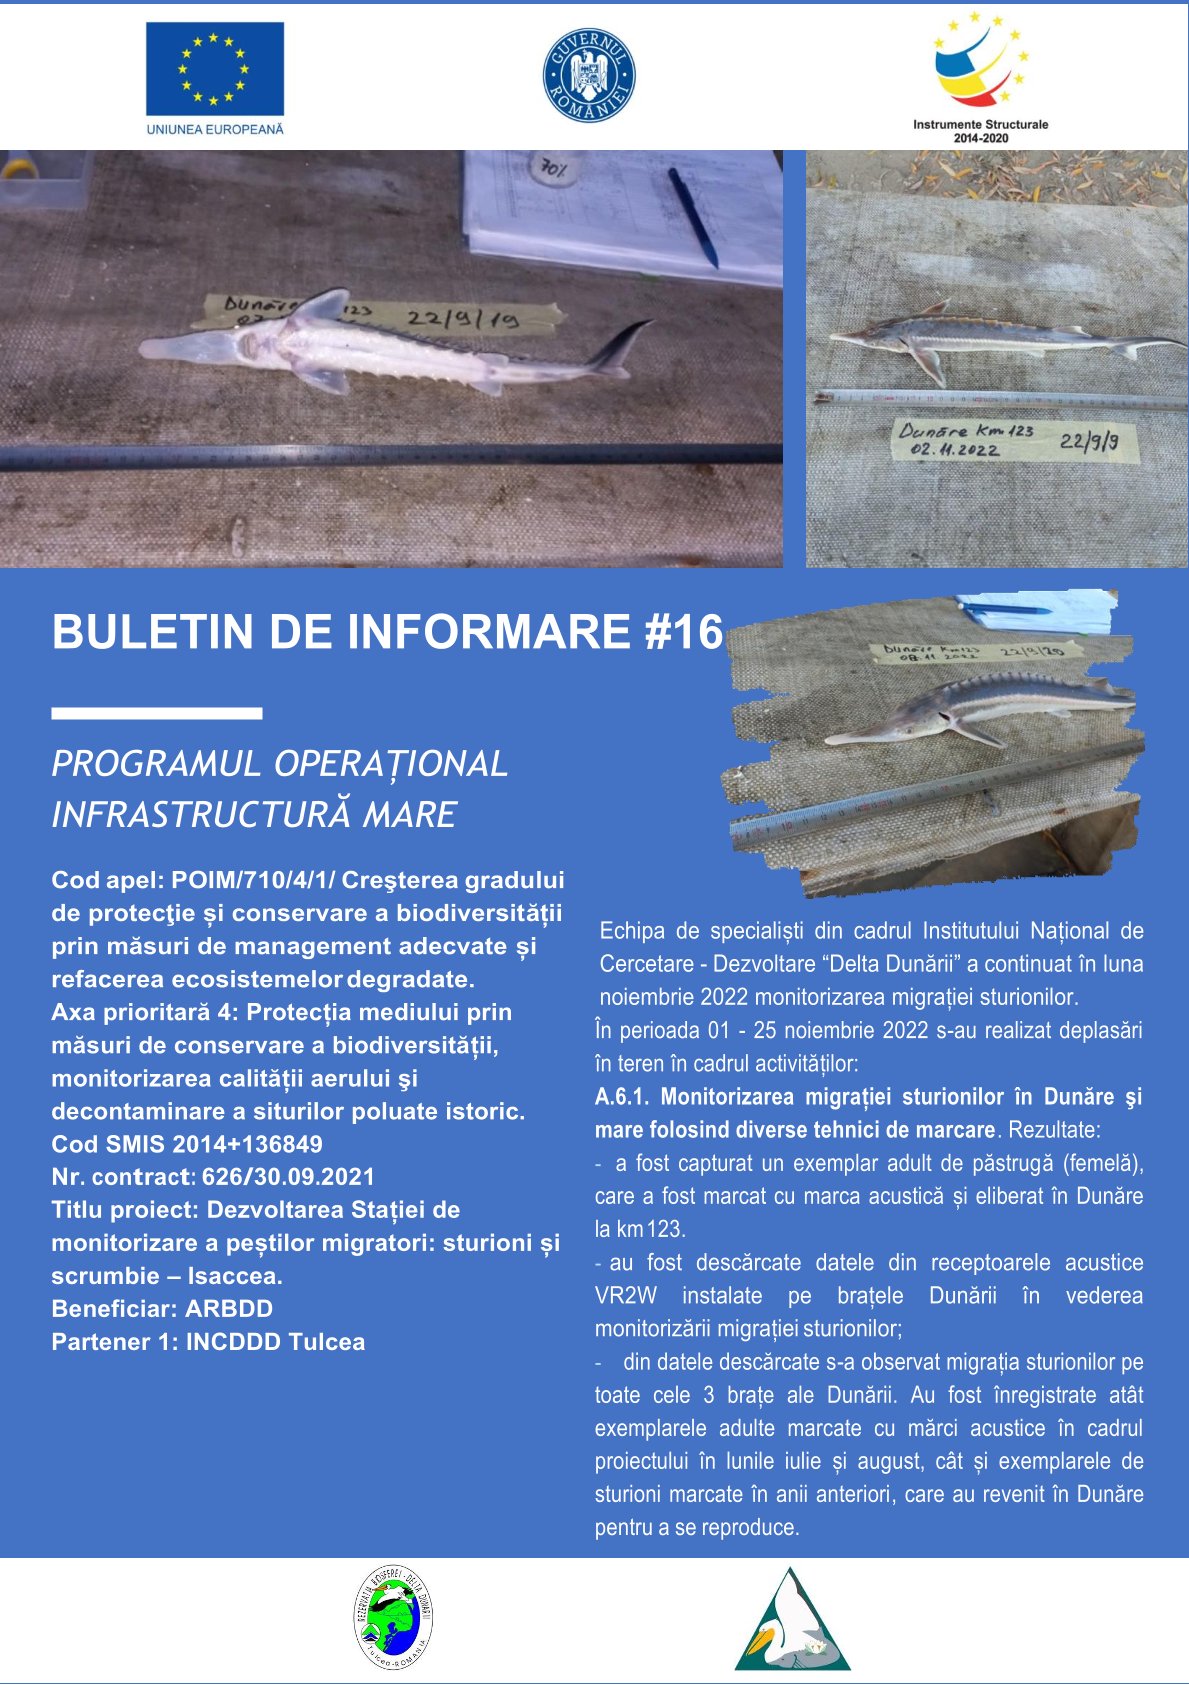 UNIUNEA EUROPEANĂ
GUVERNUL ROMÂNIEI
Instrumente Structurale
2014-2020
70%
Dunăre 123
22/9/19
Dunăre Km 123
02.11.2022
22/9/9
BULETIN DE INFORMARE #16
Dunăre Km 123
08.11.2022
22/9/20
PROGRAMUL OPERAȚIONAL
INFRASTRUCTURĂ MARE
Cod apel: POIM/710/4/1/ Creşterea gradului
de protecţie și conservare a biodiversității
prin măsuri de management adecvate și
refacerea ecosistemelor degradate.
Axa prioritară 4: Protecția mediului prin
măsuri de conservare a biodiversității,
monitorizarea calității aerului şi
decontaminare a siturilor poluate istoric.
Cod SMIS 2014+136849
Nr. contract: 626/30.09.2021
Titlu proiect: Dezvoltarea Stației de
monitorizare a peștilor migratori: sturioni și
scrumbie – Isaccea.
Beneficiar: ARBDD
Partener 1: INCDDD Tulcea
Echipa de specialiști din cadrul Institutului Național de
Cercetare - Dezvoltare “Delta Dunării” a continuat în luna
noiembrie 2022 monitorizarea migrației sturionilor.
În perioada 01 - 25 noiembrie 2022 s-au realizat deplasări
în teren în cadrul activităților:
A.6.1. Monitorizarea migrației sturionilor în Dunăre şi
mare folosind diverse tehnici de marcare. Rezultate:
- a fost capturat un exemplar adult de păstrugă (femelă),
care a fost marcat cu marca acustică și eliberat în Dunăre
la km 123.
- au fost descărcate datele din receptoarele acustice
VR2W instalate pe brațele Dunării în vederea
monitorizării migrației sturionilor;
- din datele descărcate s-a observat migrația sturionilor pe
toate cele 3 brațe ale Dunării. Au fost înregistrate atât
exemplarele adulte marcate cu mărci acustice în cadrul
proiectului în lunile iulie și august, cât și exemplarele de
sturioni marcate în anii anteriori, care au revenit în Dunăre
pentru a se reproduce.
REZERVAȚIA BIOSFEREI - DELTA DUNĂRII
Tulcea-ROMANIA